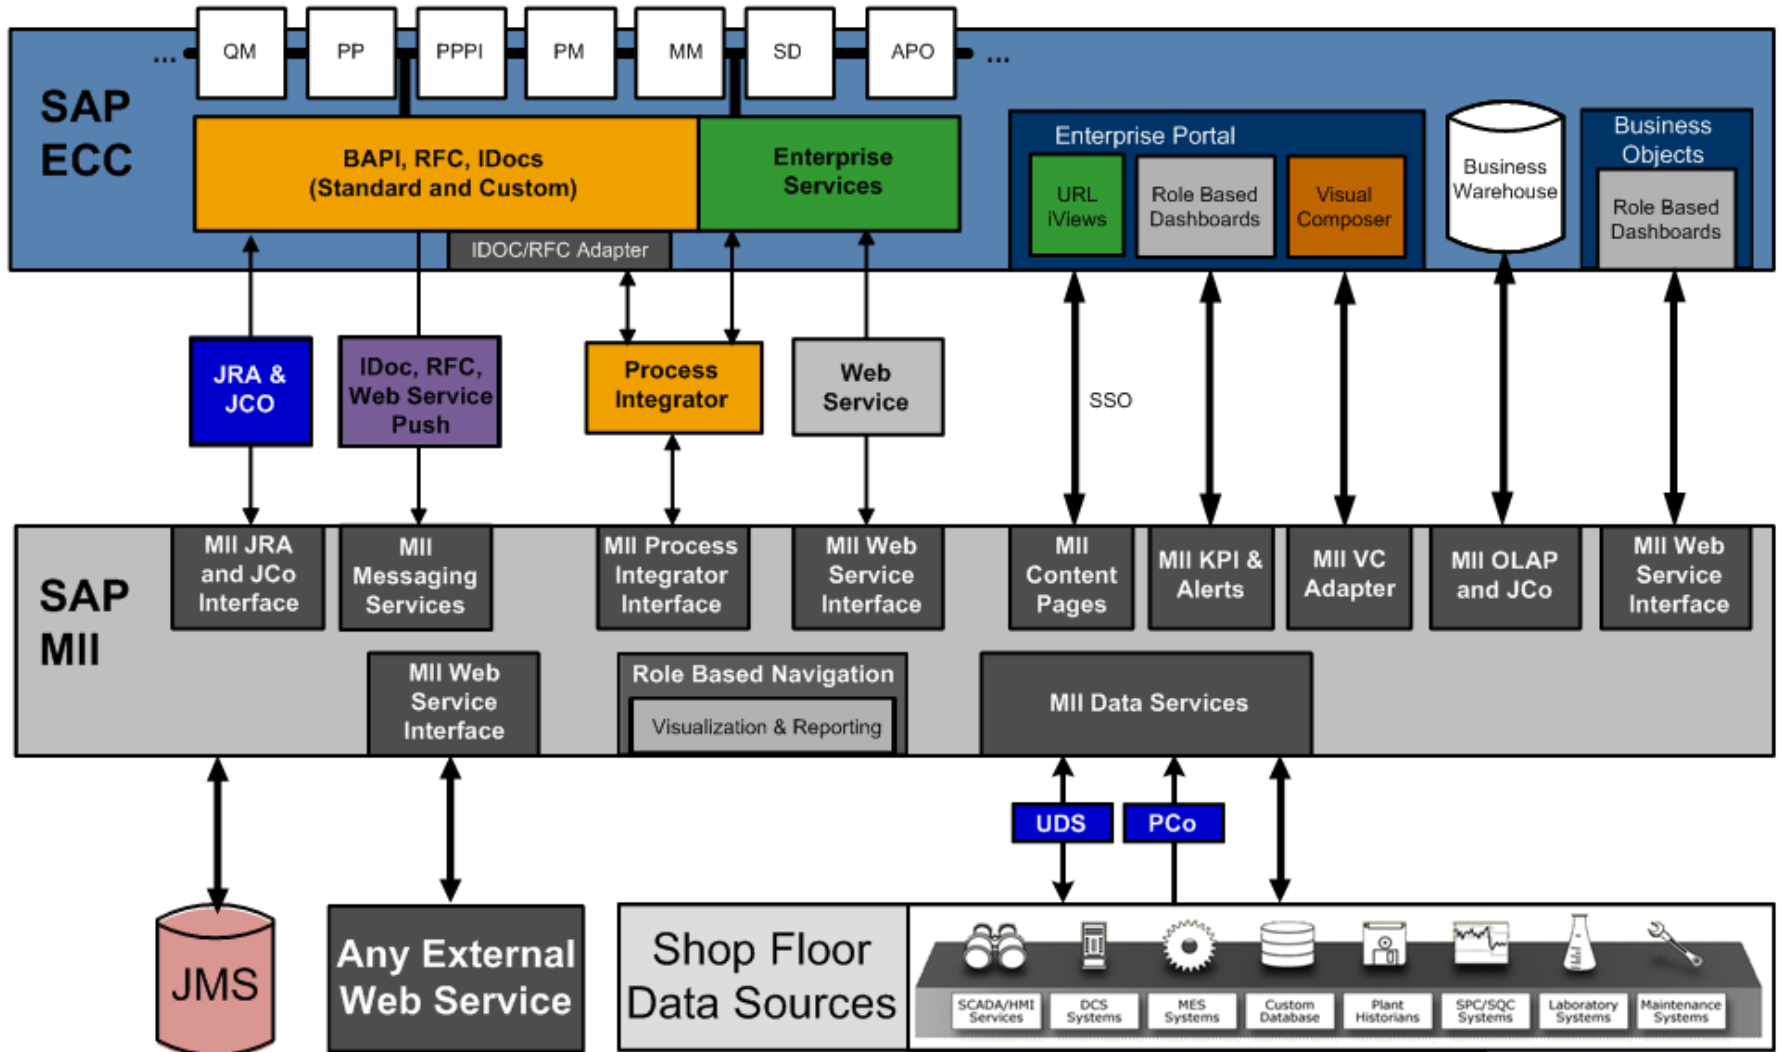 ...
QM
PP
PPPI
PM
MM
SD
APO
...
SAP
ECC
BAPI, RFC, IDocs
(Standard and Custom)
Enterprise
Services
IDOC/RFC Adapter
Enterprise Portal
URL
iViews
Role Based
Dashboards
Visual
Composer
Business
Warehouse
Business
Objects
Role Based
Dashboards
JRA &
JCO
IDoc, RFC,
Web Service
Push
Process
Integrator
Web
Service
SSO
SAP
MII
MII JRA
and JCo
Interface
MII
Messaging
Services
MII Process
Integrator
Interface
MII Web
Service
Interface
MII
Content
Pages
MII KPI &
Alerts
MII VC
Adapter
MII OLAP
and JCo
MII Web
Service
Interface
MII Web
Service
Interface
Role Based Navigation
Visualization & Reporting
MII Data Services
UDS
PCo
JMS
Any External
Web Service
Shop Floor
Data Sources
SCADA/HMI
Services
DCS
Systems
MES
Systems
Custom
Database
Plant
Historians
SPC/SQC
Systems
Laboratory
Systems
Maintenance
Systems